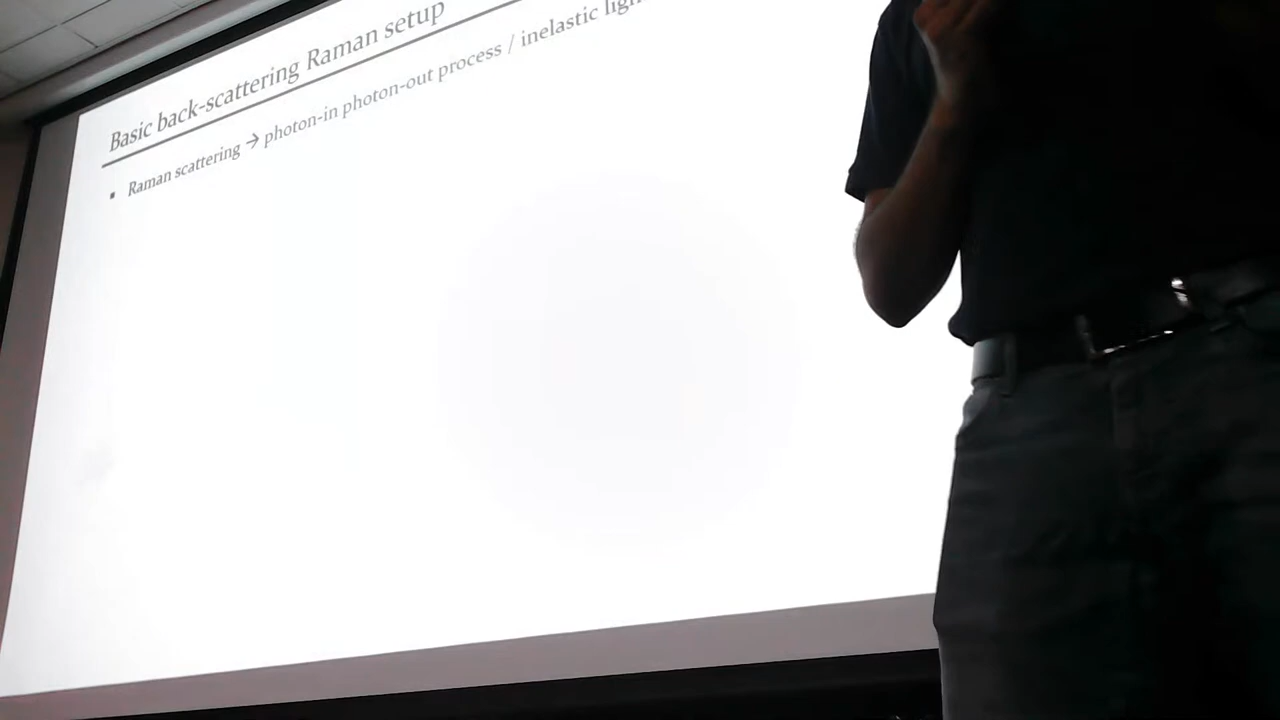 Basic back-scattering Raman setup
▪ Raman scattering → photon-in photon-out process / inelastic